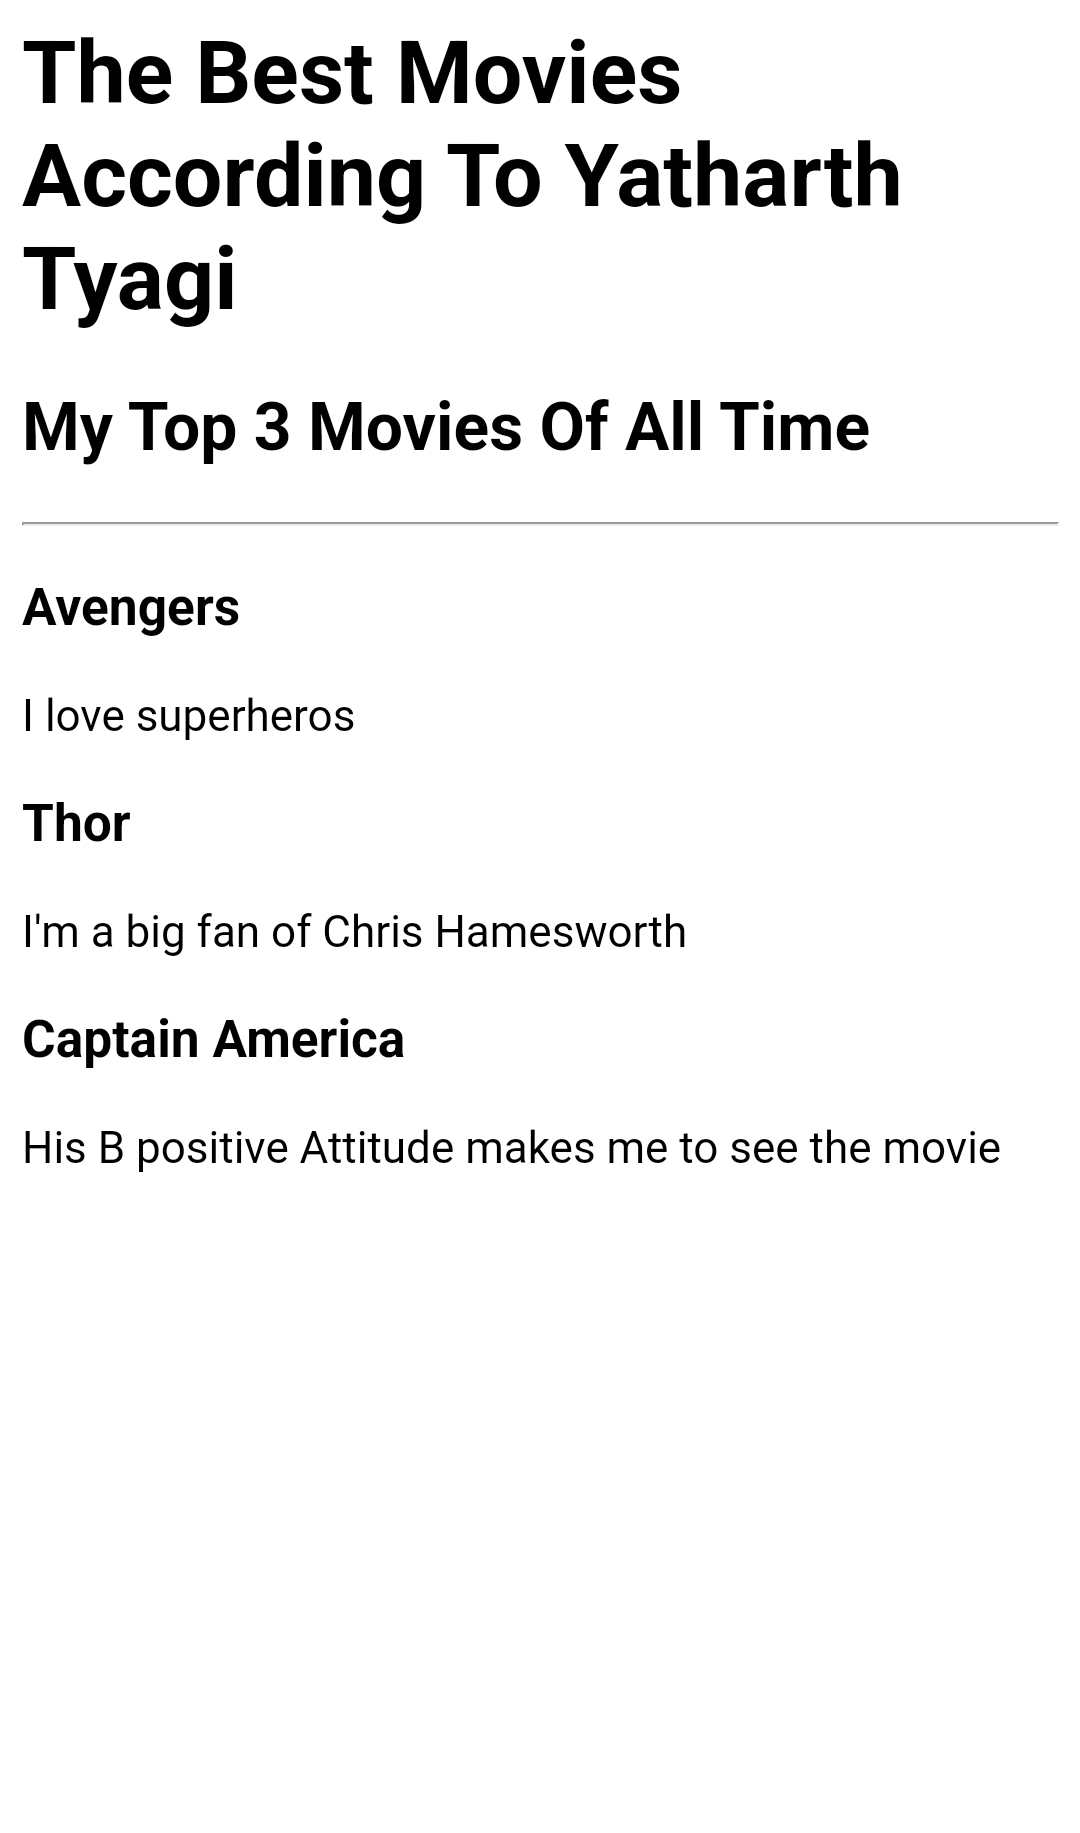 The Best Movies
According To Yatharth
Tyagi
My Top 3 Movies Of All Time
Avengers
I love superheros
Thor
I'm a big fan of Chris Hamesworth
Captain America
His B positive Attitude makes me to see the movie